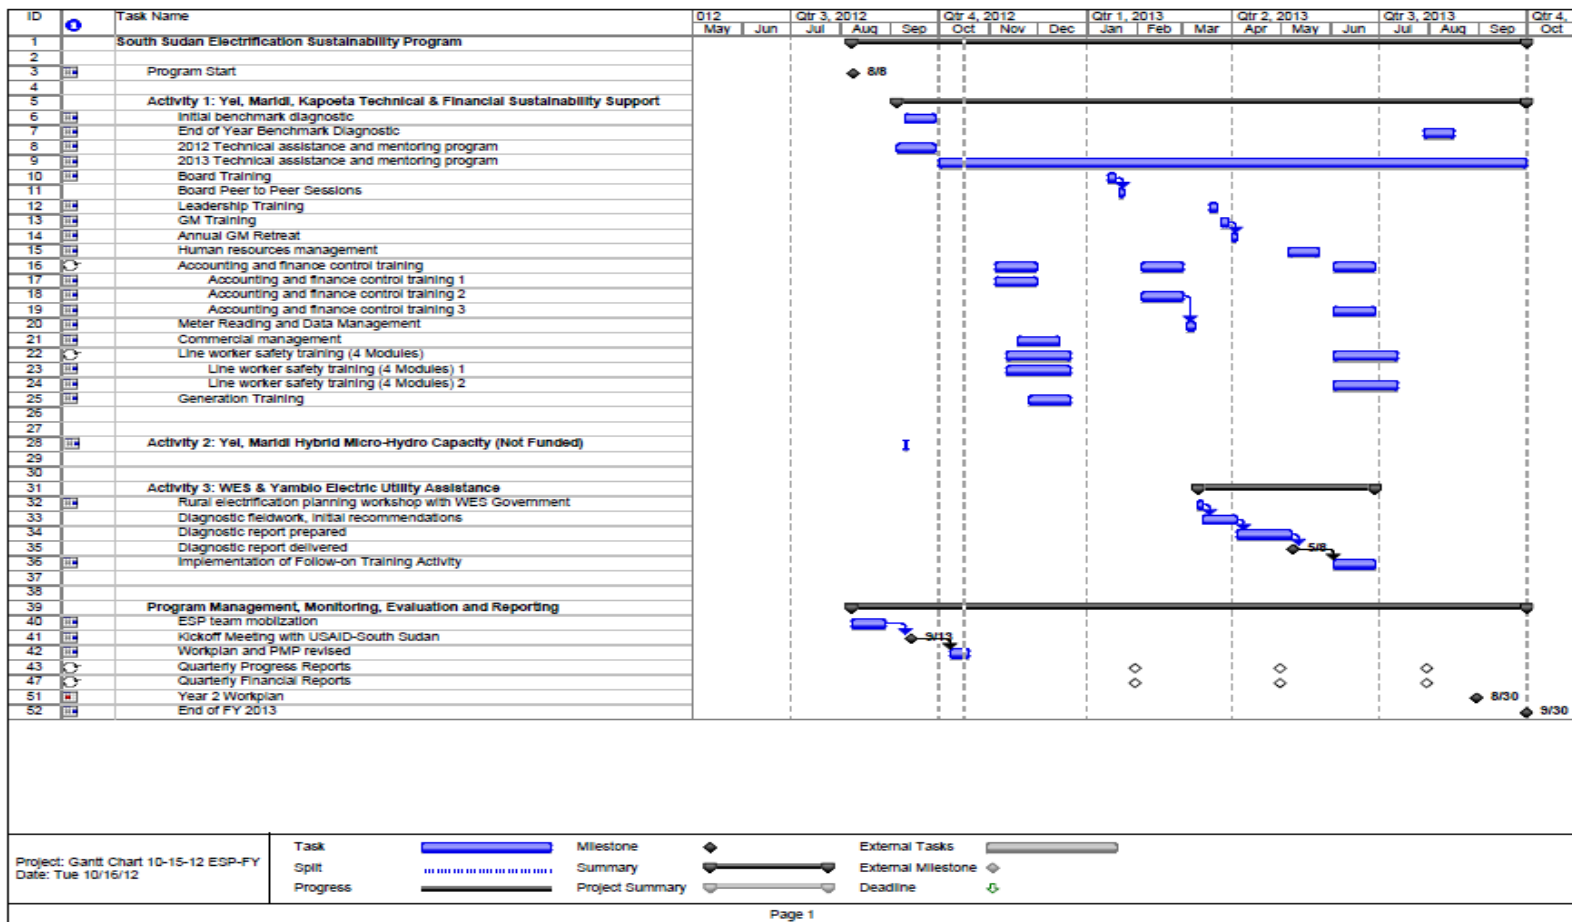 ID Task Name 012 Qtr 3, 2012 Qtr 4, 2012 Qtr 1, 2013 Qtr 2, 2013 Qtr 3, 2013 Qtr 4,
May Jun Jul Aug Sep Oct Nov Dec Jan Feb Mar Apr May Jun Jul Aug Sep Oct
1 South Sudan Electrification Sustainability Program
2
3 Program Start 8/8
4
5 Activity 1: Yei, Maridi, Kapoeta Technical & Financial Sustainability Support
6 Initial benchmark diagnostic
7 End of Year Benchmark Diagnostic
8 2012 Technical assistance and mentoring program
9 2013 Technical assistance and mentoring program
10 Board Training
11 Board Peer to Peer Sessions
12 Leadership Training
13 GM Training
14 Annual GM Retreat
15 Human resources management
16 Accounting and finance control training
17 Accounting and finance control training 1
18 Accounting and finance control training 2
19 Accounting and finance control training 3
20 Meter Reading and Data Management
21 Commercial management
22 Line worker safety training (4 Modules)
23 Line worker safety training (4 Modules) 1
24 Line worker safety training (4 Modules) 2
25 Generation Training
26
27
28 Activity 2: Yei, Maridi Hybrid Micro-Hydro Capacity (Not Funded)
29
30
31 Activity 3: WES & Yambio Electric Utility Assistance
32 Rural electrification planning workshop with WES Government
33 Diagnostic fieldwork, initial recommendations
34 Diagnostic report prepared
35 Diagnostic report delivered 5/8
36 Implementation of Follow-on Training Activity
37
38
39 Program Management, Monitoring, Evaluation and Reporting
40 ESP team moblization
41 Kickoff Meeting with USAID-South Sudan 9/13
42 Workplan and PMP revised
43 Quarterly Progress Reports
47 Quarterly Financial Reports
51 Year 2 Workplan 8/30
52 End of FY 2013 9/30
Project: Gantt Chart 10-15-12 ESP-FY
Date: Tue 10/16/12
Task Milestone External Tasks
Split Summary External Milestone
Progress Project Summary Deadline
Page 1